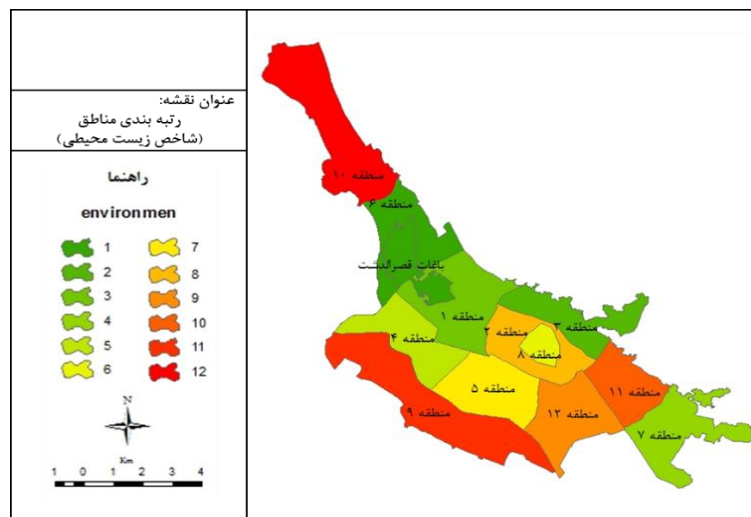 عنوان نقشه:
رتبه بندی مناطق
(شاخص زیست محیطی)
راهنما
environmen
1
2
3
4
5
6
7
8
9
10
11
12
N
Km
1 0 1 2 3 4
منطقه ۱۰
منطقه ۶
باغات قصرالدشت
منطقه ۱
منطقه ۲
منطقه ۳
منطقه ۴
منطقه ۸
منطقه ۵
منطقه ۱۱
منطقه ۹
منطقه ۱۲
منطقه ۷